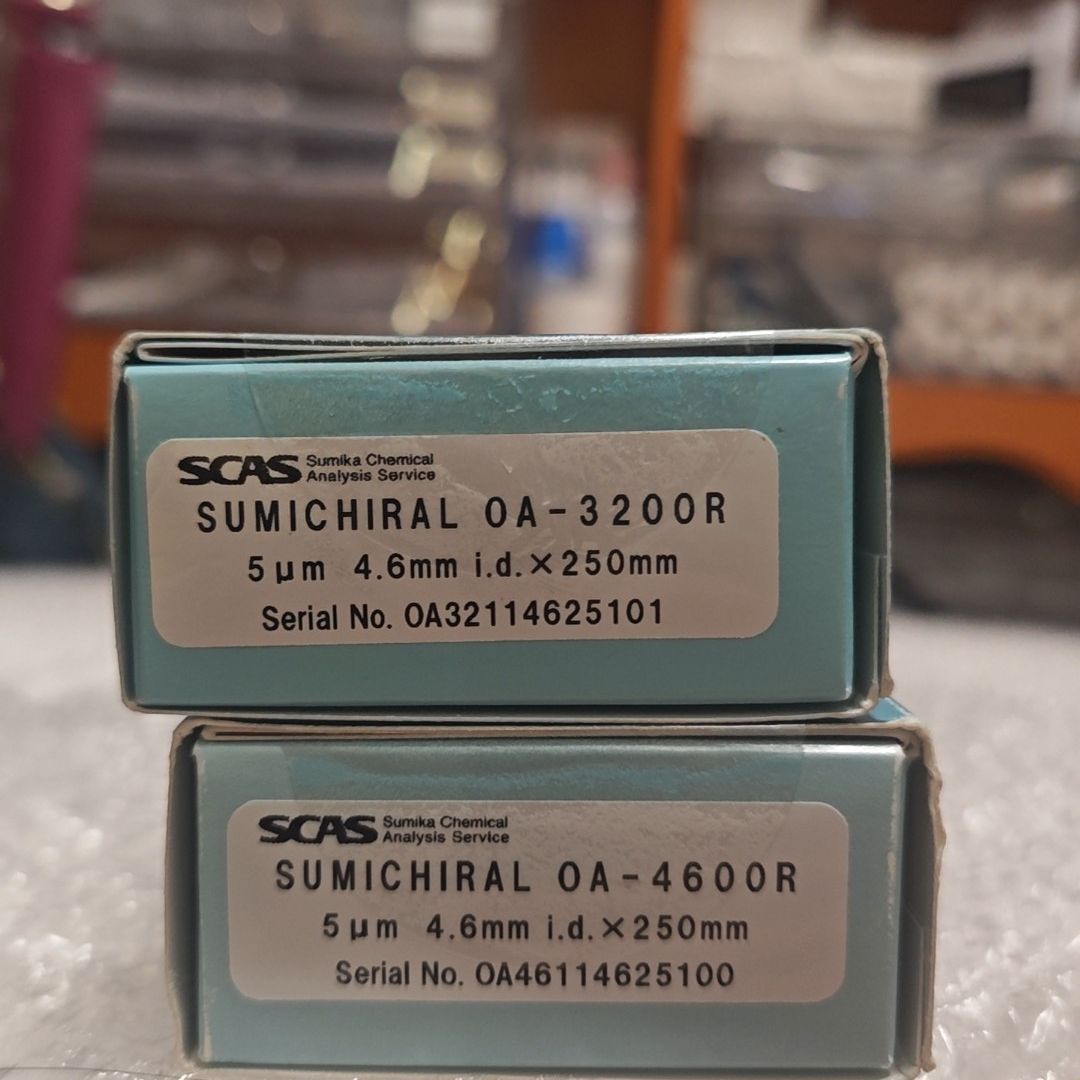 SCAS Sumika Chemical
Analysis Service
SUMICHIRAL OA-3200R
5μm 4.6mm i.d.×250mm
Serial No. OA32114625101
SCAS Sumika Chemical
Analysis Service
SUMICHIRAL OA-4600R
5μm 4.6mm i.d.×250mm
Serial No. OA46114625100